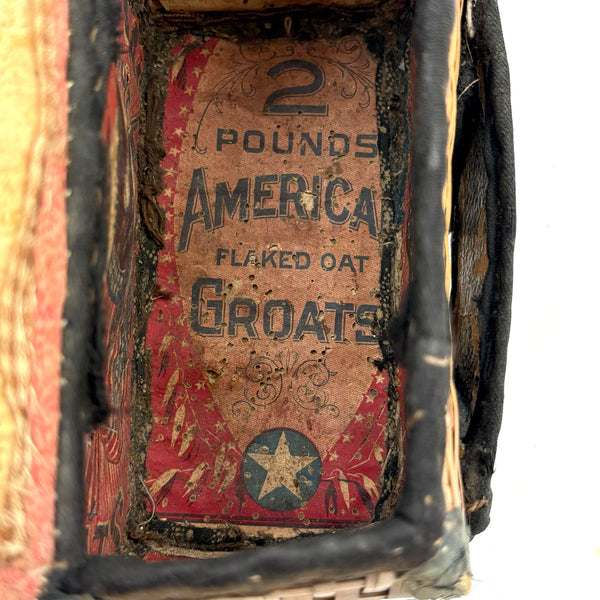 2
POUNDS
AMERICA
FLAKED OAT
GROATS